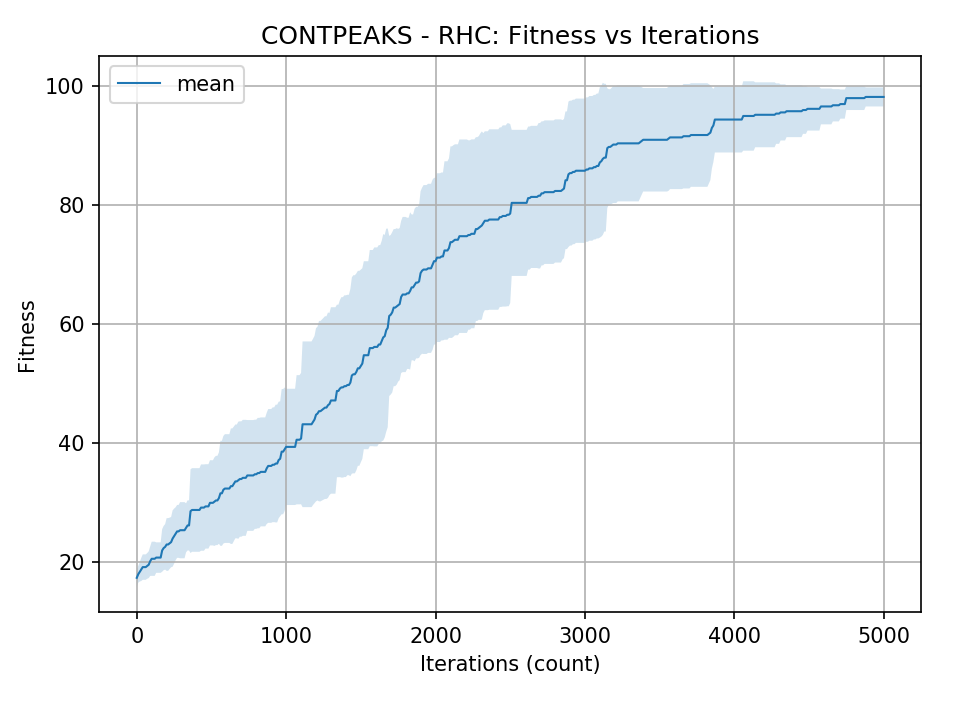 CONTPEAKS - RHC: Fitness vs Iterations
mean
100
80
60
40
20
Fitness
0 1000 2000 3000 4000 5000
Iterations (count)